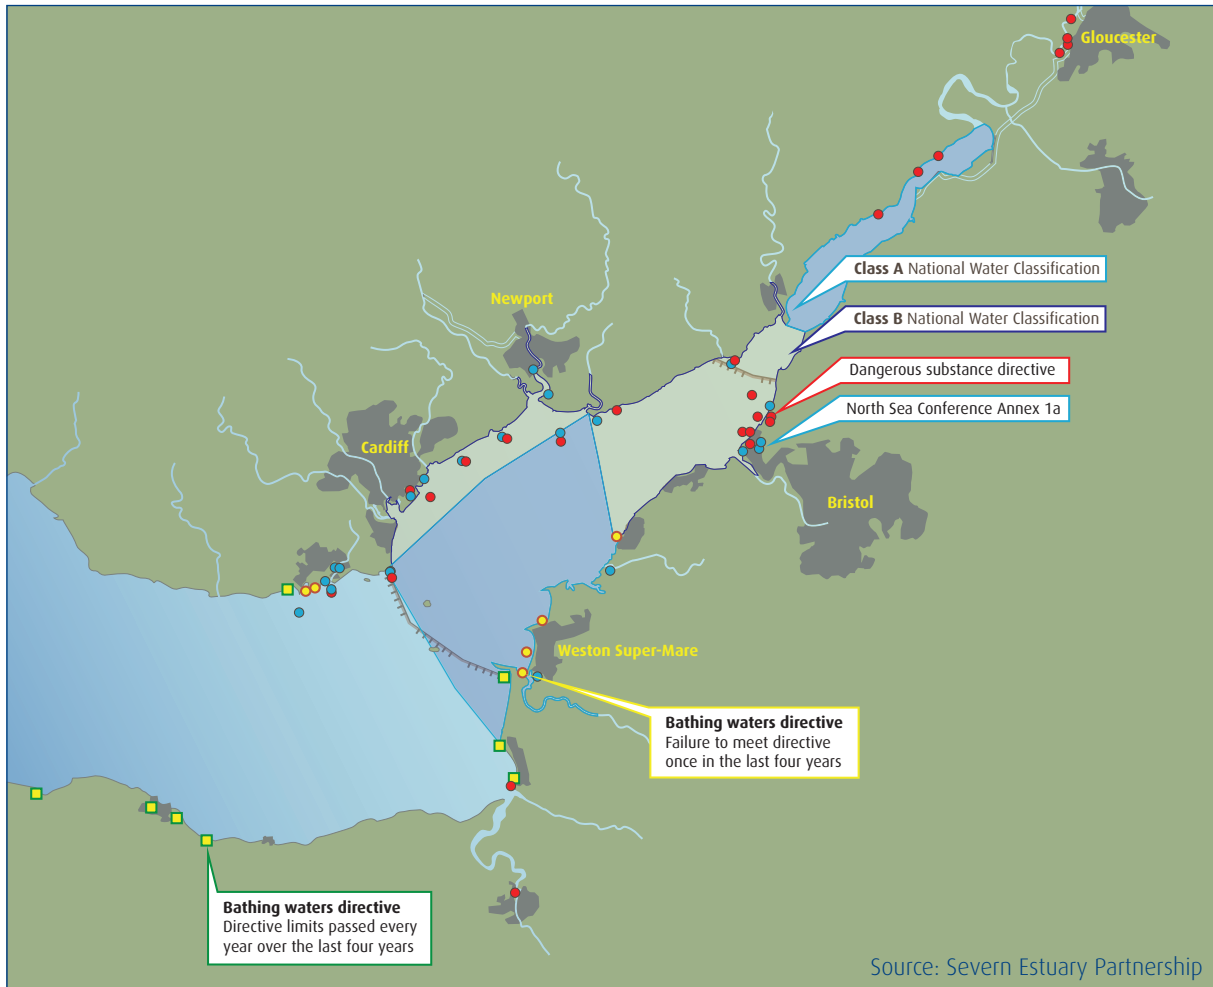 Gloucester
Class A National Water Classification
Newport
Class B National Water Classification
Dangerous substance directive
North Sea Conference Annex 1a
Cardiff
Bristol
Weston Super-Mare
Bathing waters directive
Failure to meet directive
once in the last four years
Bathing waters directive
Directive limits passed every
year over the last four years
Source: Severn Estuary Partnership